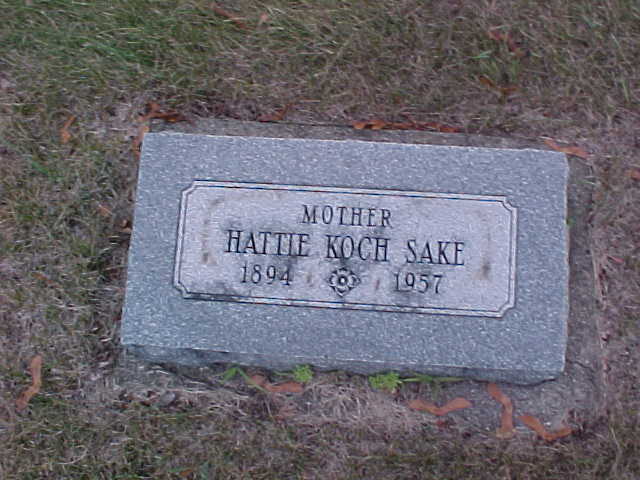 MOTHER
HATTIE KOCH SAKE
1894 1957